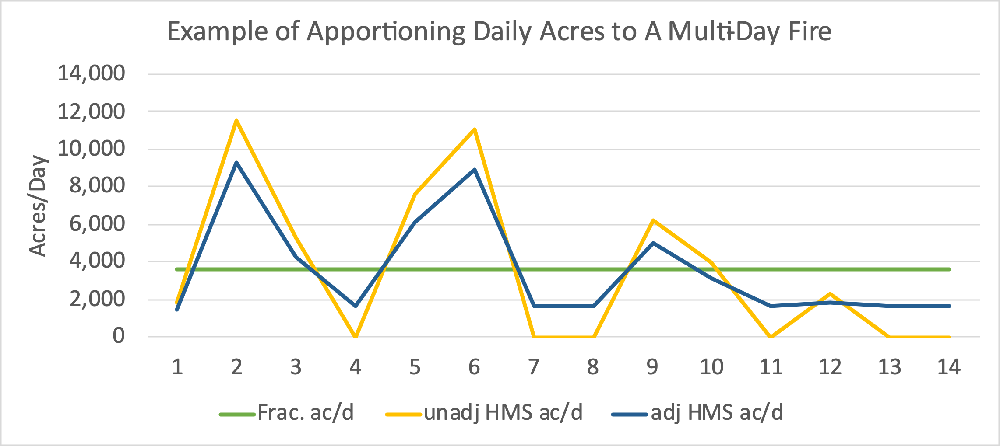 Example of Apportioning Daily Acres to A Multi-Day Fire
14,000
12,000
10,000
8,000
6,000
4,000
2,000
0
Acres/Day
1 2 3 4 5 6 7 8 9 10 11 12 13 14
Frac. ac/d unadj HMS ac/d adj HMS ac/d